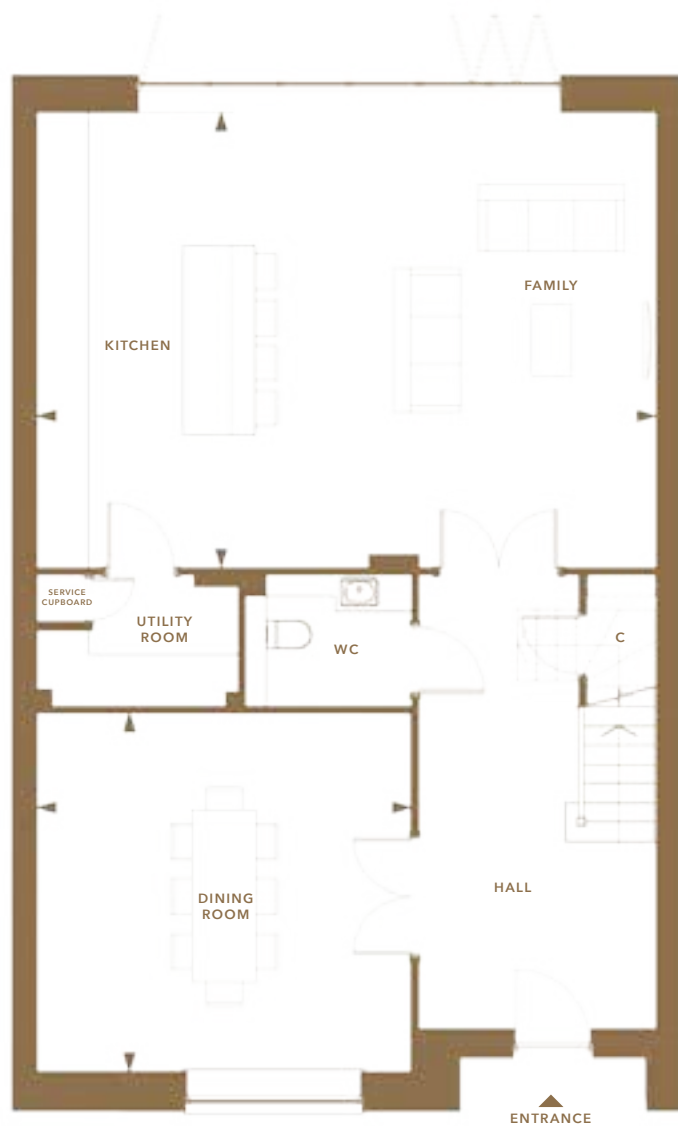 FAMILY
KITCHEN
SERVICE
CUPBOARD
UTILITY
ROOM
WC
C
DINING
ROOM
HALL
ENTRANCE